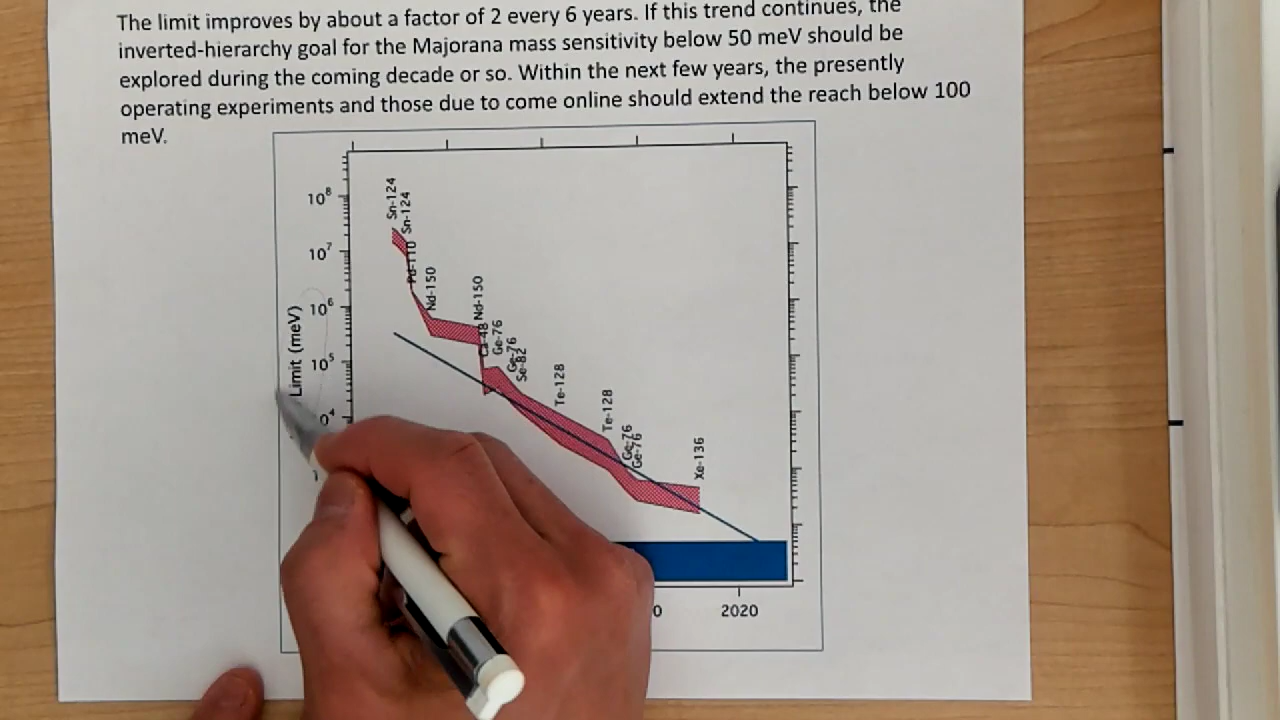 The limit improves by about a factor of 2 every 6 years. If this trend continues, the
inverted-hierarchy goal for the Majorana mass sensitivity below 50 meV should be
explored during the coming decade or so. Within the next few years, the presently
operating experiments and those due to come online should extend the reach below 100
meV.
10⁸
10⁷
10⁶
10⁵
Limit (meV)
Sn-124
Sn-124
Pd-110
Nd-150
Nd-150
Ca-48
Ge-76
Ge-76
Se-82
Te-128
Te-128
Ge-76
Ge-76
Xe-136
2020